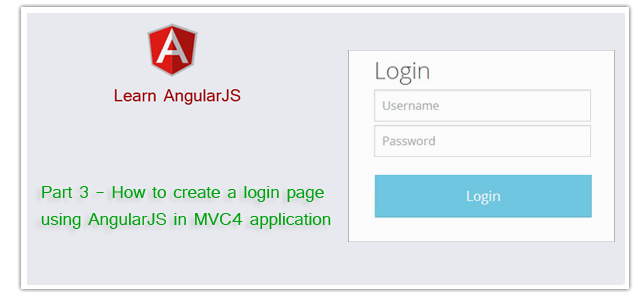 A
Learn AngularJS
Part 3 - How to create a login page
using AngularJS in MVC4 application
Login
Username
Password
Login